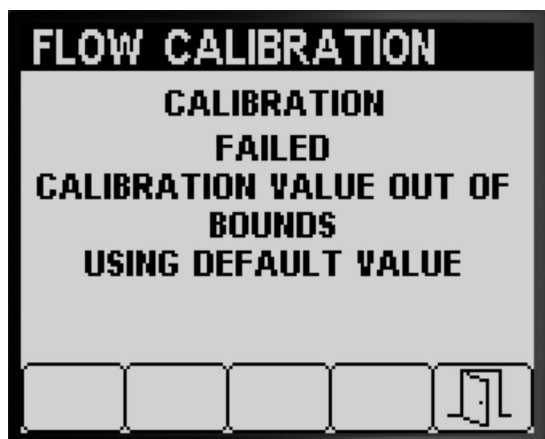 FLOW CALIBRATION
CALIBRATION
FAILED
CALIBRATION VALUE OUT OF
BOUNDS
USING DEFAULT VALUE